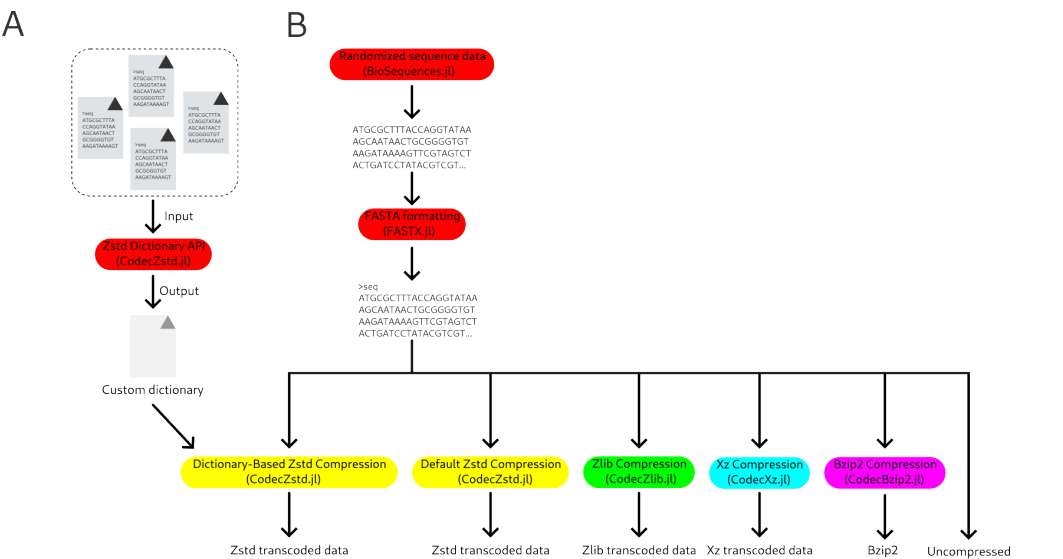 A
>seq
ATGCGCTTTA
CCAGGTATAA
AGCAATAACT
GCGGGGTGT
AAGATAAAAGT
>seq
ATGCGCTTTA
CCAGGTATAA
AGCAATAACT
GCGGGGTGT
AAGATAAAAGT
>seq
ATGCGCTTTA
CCAGGTATAA
AGCAATAACT
GCGGGGTGT
AAGATAAAAGT
>seq
ATGCGCTTTA
CCAGGTATAA
AGCAATAACT
GCGGGGTGT
AAGATAAAAGT
Input
Zstd Dictionary API
(CodecZstd.jl)
Output
Custom dictionary
B
Randomized sequence data
(BioSequences.jl)
ATGCGCTTTACCAGGTATAA
AGCAATAACTGCGGGGTGT
AAGATAAAAGTTCGTAGTCT
ACTGATCCTATACGTCGT...
FASTA formatting
(FASTX.jl)
>seq
ATGCGCTTTACCAGGTATAA
AGCAATAACTGCGGGGTGT
AAGATAAAAGTTCGTAGTCT
ACTGATCCTATACGTCGT...
Dictionary-Based Zstd Compression
(CodecZstd.jl)
Default Zstd Compression
(CodecZstd.jl)
Zlib Compression
(CodecZlib.jl)
Xz Compression
(CodecXz.jl)
Bzip2 Compression
(CodecBzip2.jl)
Zstd transcoded data
Zstd transcoded data
Zlib transcoded data
Xz transcoded data
Bzip2
Uncompressed